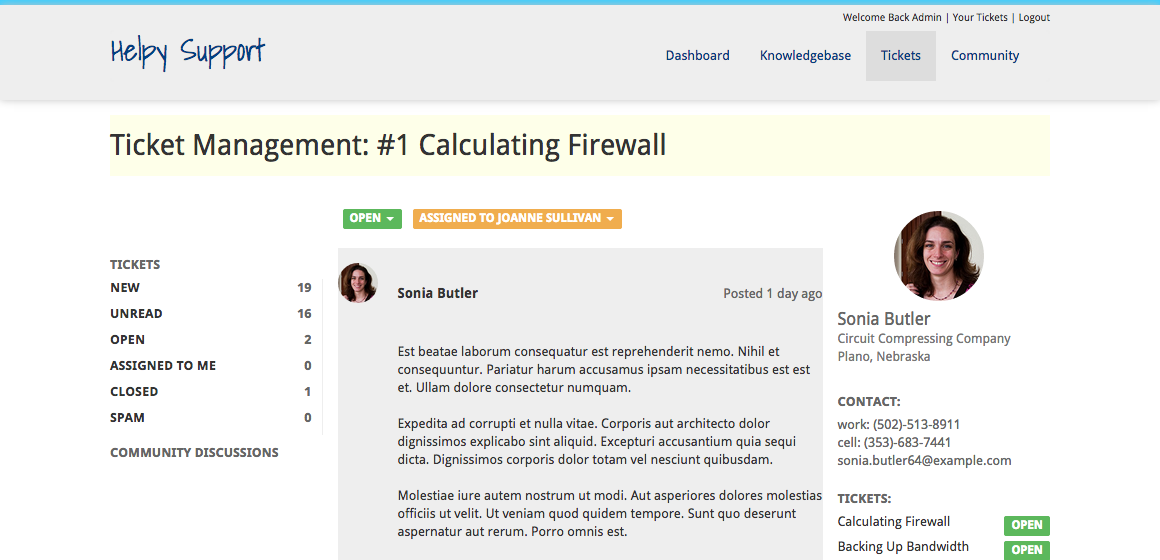 Welcome Back Admin | Your Tickets | Logout
Helpy Support
Dashboard Knowledgebase Tickets Community
Ticket Management: #1 Calculating Firewall
OPEN ASSIGNED TO JOANNE SULLIVAN
TICKETS
NEW 19
UNREAD 16
OPEN 2
ASSIGNED TO ME 0
CLOSED 1
SPAM 0
COMMUNITY DISCUSSIONS
Sonia Butler Posted 1 day ago
Est beatae laborum consequatur est reprehenderit nemo. Nihil et
consequuntur. Pariatur harum accusamus ipsam necessitatibus est est
et. Ullam dolore consectetur numquam.
Expedita ad corrupti et nulla vitae. Corporis aut architecto dolor
dignissimos explicabo sint aliquid. Excepturi accusantium quia sequi
dicta. Dignissimos corporis dolor totam vel nesciunt quibusdam.
Molestiae iure autem nostrum ut modi. Aut asperiores dolores molestias
officiis ut velit. Ut veniam quod quidem tempore. Sunt quo deserunt
aspernatur aut rerum. Porro omnis est.
Sonia Butler
Circuit Compressing Company
Plano, Nebraska
CONTACT:
work: (502)-513-8911
cell: (353)-683-7441
sonia.butler64@example.com
TICKETS:
Calculating Firewall OPEN
Backing Up Bandwidth OPEN